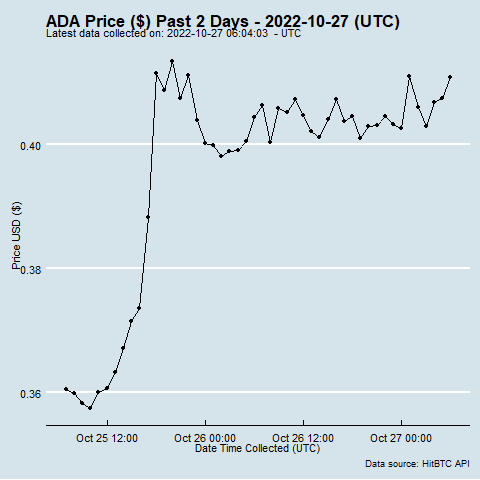 ADA Price ($) Past 2 Days - 2022-10-27 (UTC)
Latest data collected on: 2022-10-27 06:04:03  - UTC
0.40
0.38
0.36
Price USD ($)
Oct 25 12:00
Oct 26 00:00
Oct 26 12:00
Oct 27 00:00
Date Time Collected (UTC)
Data source: HitBTC API